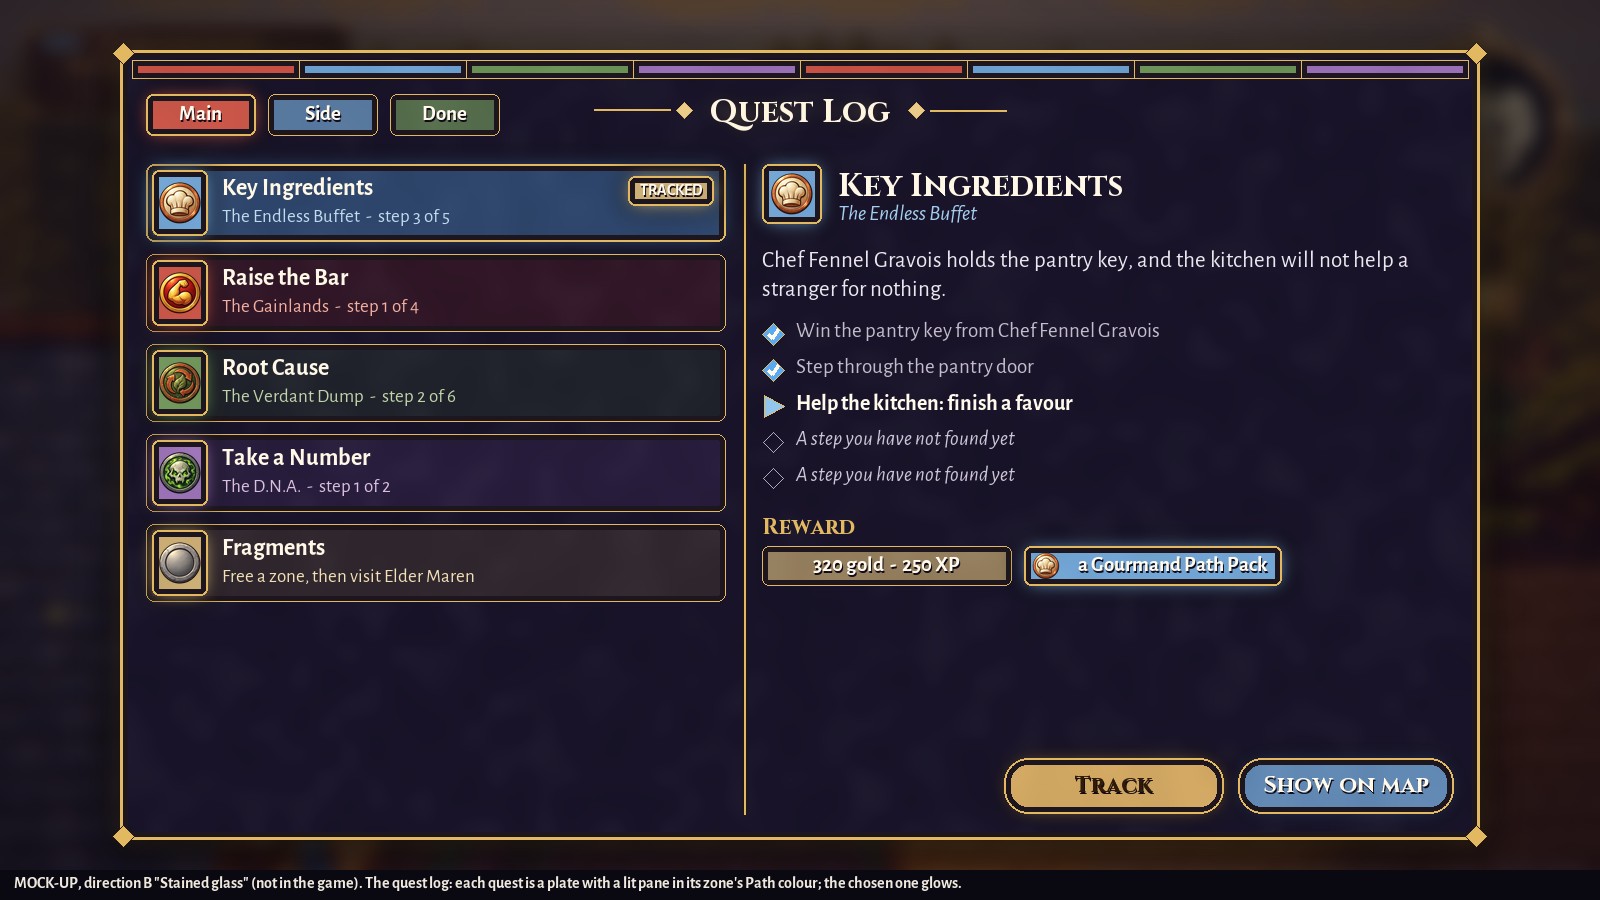 Main
Side
Done
Quest Log
Key Ingredients
TRACKED
The Endless Buffet - step 3 of 5
Raise the Bar
The Gainlands - step 1 of 4
Root Cause
The Verdant Dump - step 2 of 6
Take a Number
The D.N.A. - step 1 of 2
Fragments
Free a zone, then visit Elder Maren
Key Ingredients
The Endless Buffet
Chef Fennel Gravois holds the pantry key, and the kitchen will not help a
stranger for nothing.
Win the pantry key from Chef Fennel Gravois
Step through the pantry door
Help the kitchen: finish a favour
A step you have not found yet
A step you have not found yet
Reward
320 gold - 250 XP
a Gourmand Path Pack
Track
Show on map
MOCK-UP, direction B "Stained glass" (not in the game). The quest log: each quest is a plate with a lit pane in its zone's Path colour; the chosen one glows.